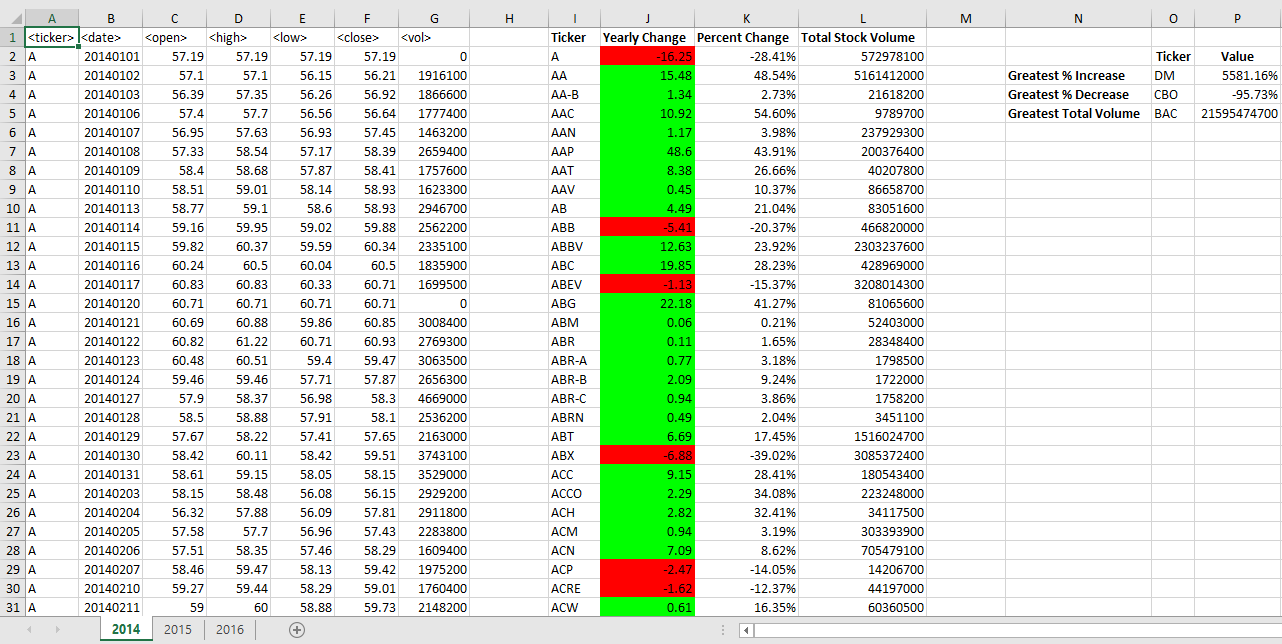 A B C D E F G H I J K L M N O P
1 <ticker> <date> <open> <high> <low> <close> <vol> Ticker Yearly Change Percent Change Total Stock Volume
2 A 20140101 57.19 57.19 57.19 57.19 0 A -16.25 -28.41% 572978100 Ticker Value
3 A 20140102 57.1 57.1 56.15 56.21 1916100 AA 15.48 48.54% 5161412000 Greatest % Increase DM 5581.16%
4 A 20140103 56.39 57.35 56.26 56.92 1866600 AA-B 1.34 2.73% 21618200 Greatest % Decrease CBO -95.73%
5 A 20140106 57.4 57.7 56.56 56.64 1777400 AAC 10.92 54.60% 9789700 Greatest Total Volume BAC 21595474700
6 A 20140107 56.95 57.63 56.93 57.45 1463200 AAN 1.17 3.98% 237929300
7 A 20140108 57.33 58.54 57.17 58.39 2659400 AAP 48.6 43.91% 200376400
8 A 20140109 58.4 58.68 57.87 58.41 1757600 AAT 8.38 26.66% 40207800
9 A 20140110 58.51 59.01 58.14 58.93 1623300 AAV 0.45 10.37% 86658700
10 A 20140113 58.77 59.1 58.6 58.93 2946700 AB 4.49 21.04% 83051600
11 A 20140114 59.16 59.95 59.02 59.88 2562200 ABB -5.41 -20.37% 466820000
12 A 20140115 59.82 60.37 59.59 60.34 2335100 ABBV 12.63 23.92% 2303237600
13 A 20140116 60.24 60.5 60.04 60.5 1835900 ABC 19.85 28.23% 428969000
14 A 20140117 60.83 60.83 60.33 60.71 1699500 ABEV -1.13 -15.37% 3208014300
15 A 20140120 60.71 60.71 60.71 60.71 0 ABG 22.18 41.27% 81065600
16 A 20140121 60.69 60.88 59.86 60.85 3008400 ABM 0.06 0.21% 52403000
17 A 20140122 60.82 61.22 60.71 60.93 2769300 ABR 0.11 1.65% 28348400
18 A 20140123 60.48 60.51 59.4 59.47 3063500 ABR-A 0.77 3.18% 1798500
19 A 20140124 59.46 59.46 57.71 57.87 2656300 ABR-B 2.09 9.24% 1722000
20 A 20140127 57.9 58.37 56.98 58.3 4669000 ABR-C 0.94 3.86% 1758200
21 A 20140128 58.5 58.88 57.91 58.1 2536200 ABRN 0.49 2.04% 3451100
22 A 20140129 57.67 58.22 57.41 57.65 2163000 ABT 6.69 17.45% 1516024700
23 A 20140130 58.42 60.11 58.42 59.51 3743100 ABX -6.88 -39.02% 3085372400
24 A 20140131 58.61 59.15 58.05 58.15 3529000 ACC 9.15 28.41% 180543400
25 A 20140203 58.15 58.48 56.08 56.15 2929200 ACCO 2.29 34.08% 223248000
26 A 20140204 56.32 57.88 56.09 57.81 2911800 ACH 2.82 32.41% 34117500
27 A 20140205 57.58 57.7 56.96 57.43 2283800 ACM 0.94 3.19% 303393900
28 A 20140206 57.51 58.35 57.46 58.29 1609400 ACN 7.09 8.62% 705479100
29 A 20140207 58.46 59.47 58.13 59.42 1975200 ACP -2.47 -14.05% 14206700
30 A 20140210 59.27 59.44 58.29 59.01 1760400 ACRE -1.62 -12.37% 44197000
31 A 20140211 59 60 58.88 59.73 2148200 ACW 0.61 16.35% 60360500
2014 2015 2016